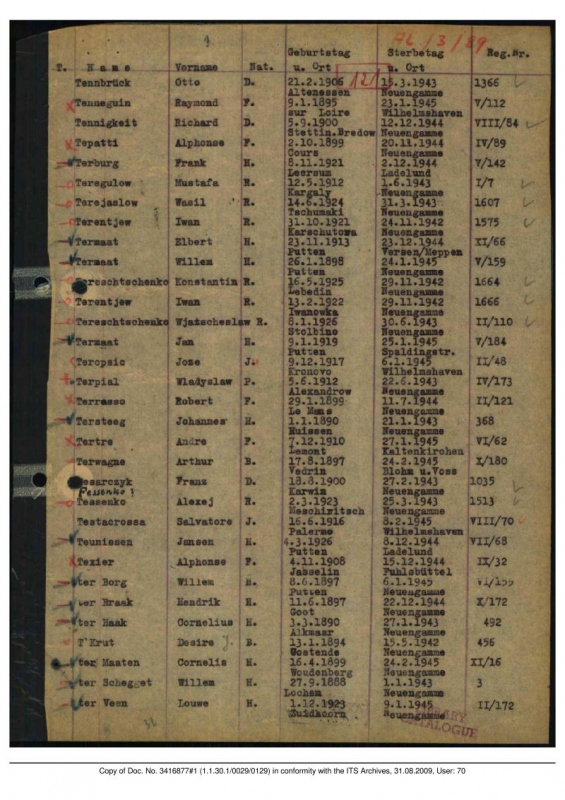 1 AL/3/89
Geburtstag Sterbetag Reg.Nr.
T. Name Vorname Nat. u. Ort 121 u. Ort
Tennbrück Otto D. 21.2.1906 15.3.1943 1366
Altenessen Neuengamme
Tenneguin Raymond F. 9.1.1895 23.1.1945 V/112
sur Loire Wilhelmshaven
Tennigkeit Richard D. 5.9.1900 12.12.1944 VIII/84
Stettin.Bredow Neuengamme
Tepatti Alphonse F. 2.10.1899 20.11.1944 IV/89
Cours Neuengamme
Terburg Frank H. 8.11.1921 2.12.1944 V/142
Leersum Ladelund
Teregulow Mustafa R. 12.5.1912 1.6.1943 I/7
Kargaly Neuengamme
Terejaslow Wasil R. 14.6.1924 31.3.1943 1607
Tschumaki Neuengamme
Terentjew Iwan R. 31.10.1921 24.11.1942 1575
Karschutowa Neuengamme
Termaat Elbert H. 23.11.1913 23.12.1944 XI/66
Putten Versen/Meppen
Termaat Willem H. 26.1.1898 24.1.1945 V/159
Putten Neuengamme
Tereschtschenko Konstantin R. 16.5.1925 29.11.1942 1664
Lebedin Neuengamme
Terentjew Iwan R. 13.2.1922 29.11.1942 1666
Iwanowka Neuengamme
Tereschtschenko Wjatscheslaw R. 8.1.1926 30.6.1943 II/110
Stolbino Neuengamme
Termaat Jan H. 9.1.1919 25.1.1945 V/184
Putten Spaldingstr.
Teropsic Joze J. 9.12.1917 6.1.1945 II/48
Kronovo Wilhelmshaven
Terpial Wladyslaw P. 5.6.1912 22.6.1943 IV/173
Alexandrow Neuengamme
Terrasso Robert F. 29.1.1899 11.7.1944 II/121
Le Mans Neuengamme
Tersteeg Johannes H. 1.1.1890 21.1.1943 368
Huissen Neuengamme
Tertre Andre F. 7.12.1910 27.1.1945 VI/62
Lemont Kaltenkirchen
Terwagne Arthur B. 17.8.1897 24.2.1945 X/180
Vedrin Blohm u.Voss
Tesarczyk Franz D. 18.8.1900 27.2.1943 1035
Karwin Neuengamme
Tessenko Alexej R. 2.3.1923 25.3.1943 1513
Meschiritsch Neuengamme
Testacrossa Salvatore J. 16.6.1916 8.2.1945 VIII/70
Palermo Wilhelmshaven
Teunissen Jansen H. 4.3.1926 8.12.1944 VII/68
Putten Ladelund
Texier Alphonse F. 4.11.1908 15.12.1944 IX/32
Jasselin Fuhlsbüttel
ter Borg Willem H. 8.6.1897 6.1.1945 VI/155
Putten Neuengamme
ter Braak Hendrik H. 11.6.1897 22.12.1944 X/172
Goot Neuengamme
ter Haak Cornelius H. 3.3.1890 27.1.1943 492
Alkmaar Neuengamme
T'Krut Desire J. B. 13.1.1894 15.5.1942 456
Oostende Neuengamme
ter Maaten Cornelis H. 16.4.1899 24.2.1945 XI/16
Woudenberg Neuengamme
ter Schegget Willem H. 27.9.1888 1.1.1943 3
Lochem Neuengamme
ter Veen Louwe H. 1.12.1923 9.1.1945 II/172
Zuidhoorn Neuengamme
CATALOGUE
Copy of Doc. No. 3416877#1 (1.1.30.1/0029/0129) in conformity with the ITS Archives, 31.08.2009, User: 70